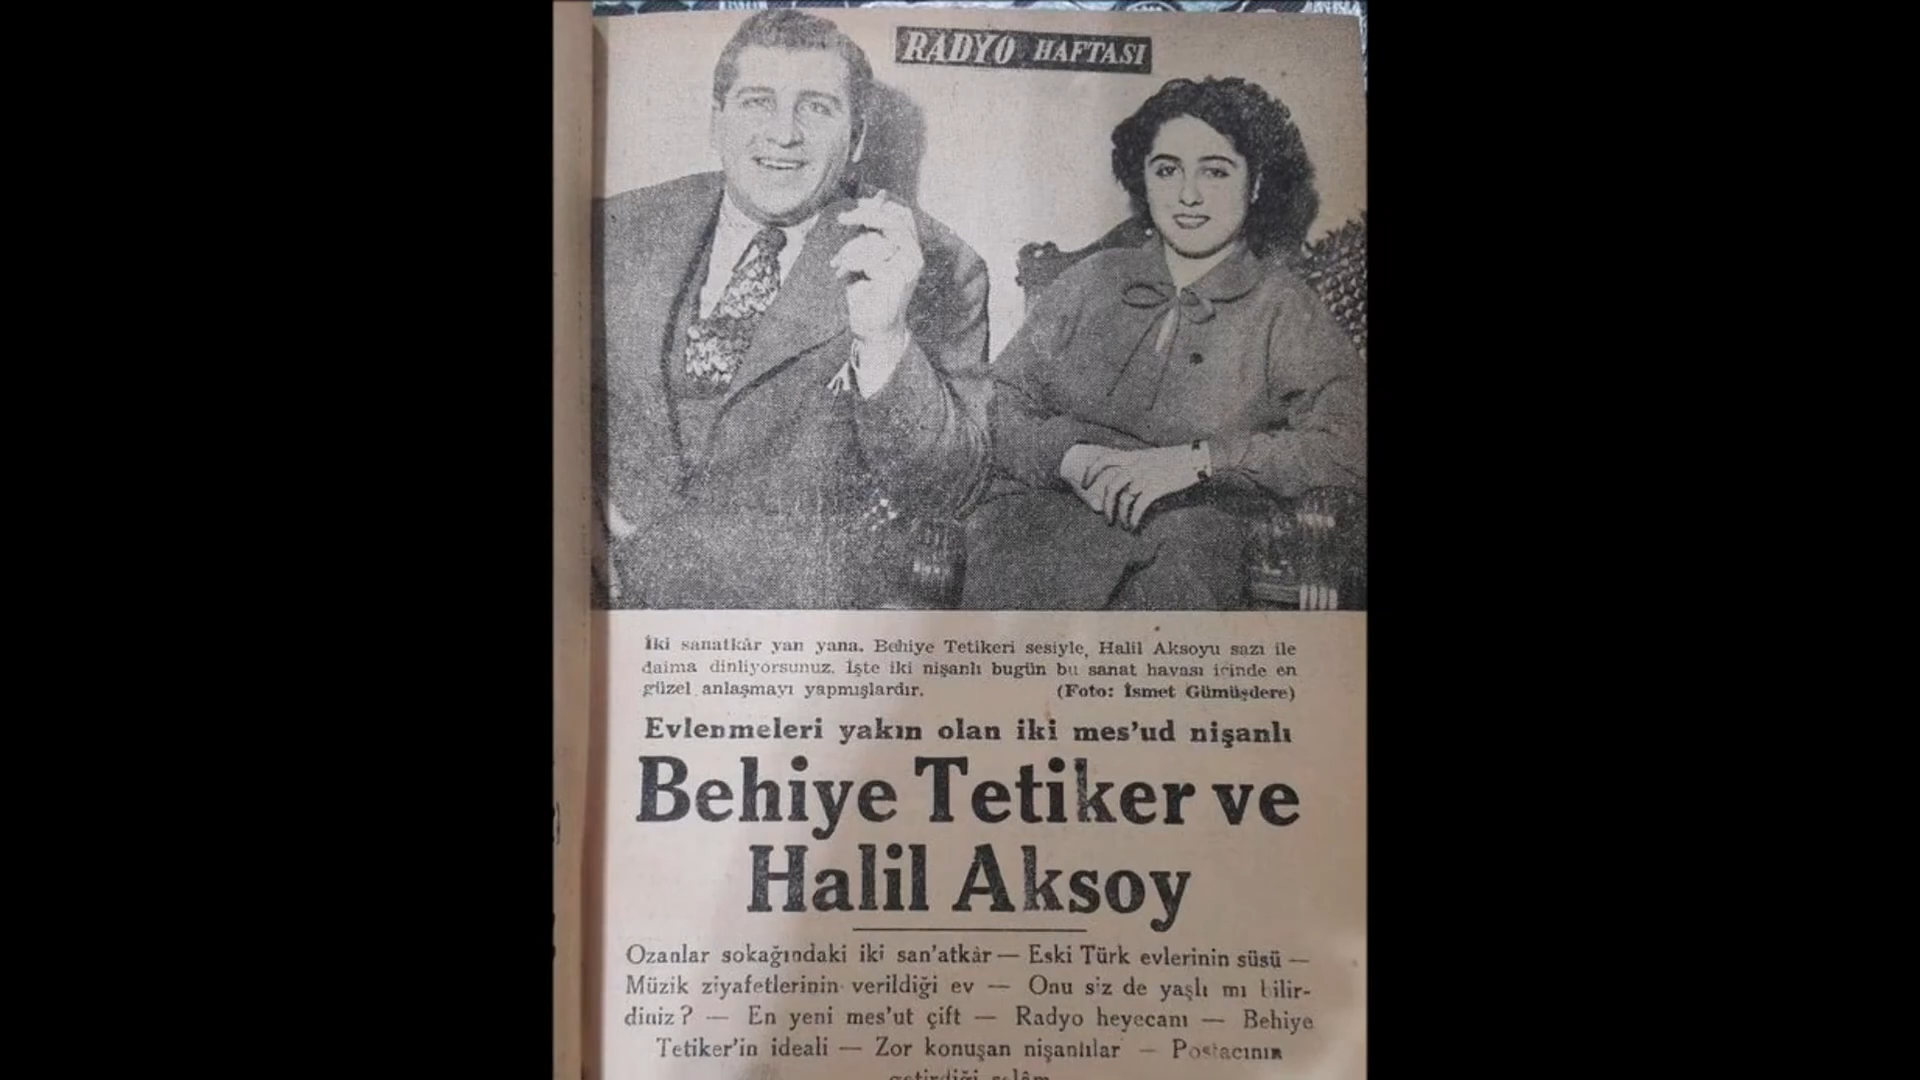 RADYO HAFTASI
İki sanatkâr yan yana. Behiye Tetikeri sesiyle, Halil Aksoyu sazı ile
daima dinliyorsunuz. İşte iki nişanlı bugün bu sanat havası içinde en
güzel anlaşmayı yapmışlardır. (Foto: İsmet Gümüşdere)
Evlenmeleri yakın olan iki mes'ud nişanlı
Behiye Tetiker ve
Halil Aksoy
Ozanlar sokağındaki iki san'atkâr — Eski Türk evlerinin süsü —
Müzik ziyafetlerinin verildiği ev — Onu siz de yaşlı mı bilir-
diniz? — En yeni mes'ut çift — Radyo heyecanı — Behiye
Tetiker'in ideali — Zor konuşan nişanlılar — Postacının
getirdiği selâm